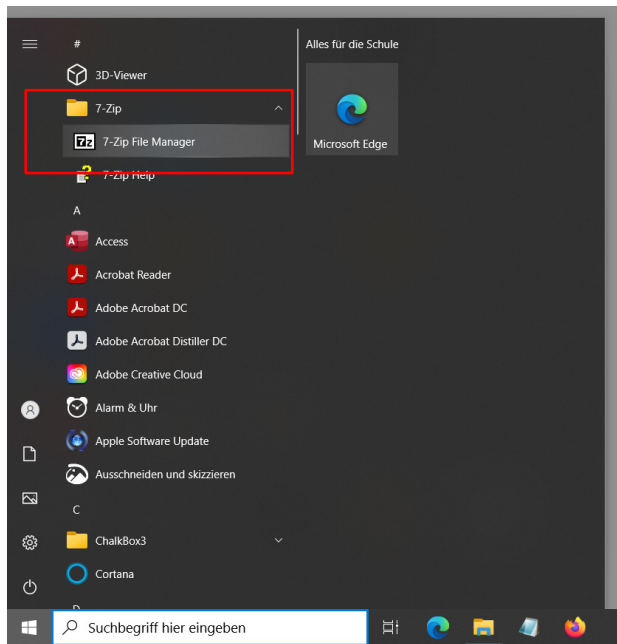 #
Alles für die Schule
3D-Viewer
7-Zip
7z
7-Zip File Manager
Microsoft Edge
7-Zip Help
A
Access
Acrobat Reader
Adobe Acrobat DC
Adobe Acrobat Distiller DC
Adobe Creative Cloud
Alarm & Uhr
Apple Software Update
Ausschneiden und skizzieren
C
ChalkBox3
Cortana
D
Suchbegriff hier eingeben